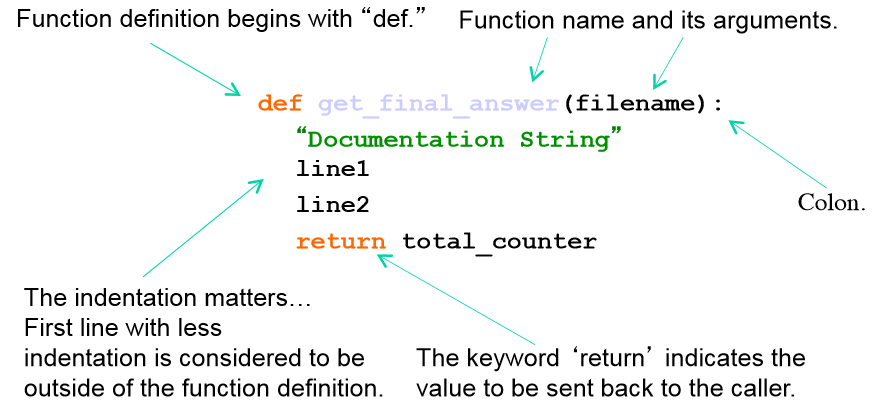 Function definition begins with “def.”
Function name and its arguments.
def get_final_answer(filename):
“Documentation String”
line1
line2
return total_counter
Colon.
The indentation matters…
First line with less
indentation is considered to be
outside of the function definition.
The keyword ‘return’ indicates the
value to be sent back to the caller.